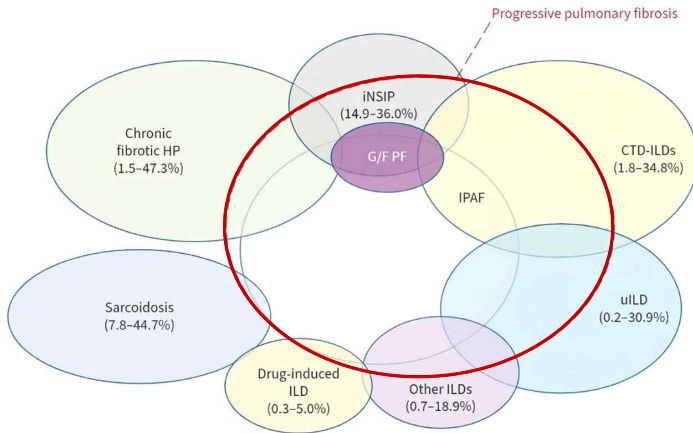 Progressive pulmonary fibrosis
iNSIP
(14.9–36.0%)
Chronic
fibrotic HP
(1.5–47.3%)
G/F PF
CTD-ILDs
(1.8–34.8%)
IPAF
Sarcoidosis
(7.8–44.7%)
uILD
(0.2–30.9%)
Drug-induced
ILD
(0.3–5.0%)
Other ILDs
(0.7–18.9%)